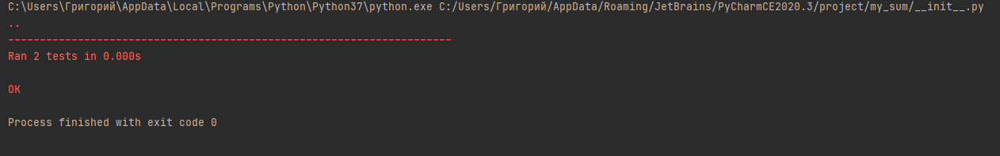 C:\Users\Григорий\AppData\Local\Programs\Python\Python37\python.exe C:/Users/Григорий/AppData/Roaming/JetBrains/PyCharmCE2020.3/project/my_sum/__init__.py
..
----------------------------------------------------------------------
Ran 2 tests in 0.000s
OK
Process finished with exit code 0